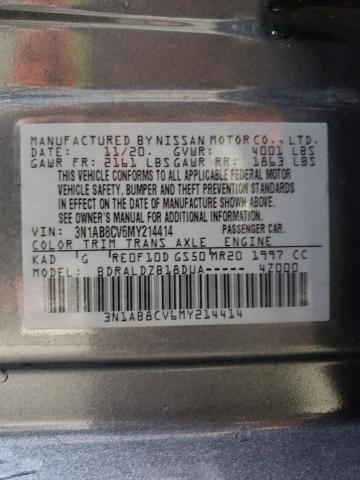 MANUFACTURED BY NISSAN MOTOR CO., LTD.
DATE: 11/20. GVWR: 4001 LBS
GAWR FR: 2161 LBS GAWR RR: 1863 LBS
THIS VEHICLE CONFORMS TO ALL APPLICABLE FEDERAL MOTOR
VEHICLE SAFETY, BUMPER AND THEFT PREVENTION STANDARDS
IN EFFECT ON THE DATE OF MANUFACTURE SHOWN ABOVE.
SEE OWNERS MANUAL FOR ADDITIONAL INFORMATION.
VIN: 3N1AB8CV6MY214414 PASSENGER CAR.
COLOR TRIM TRANS AXLE ENGINE
KAD G RE0F10D GS50 MR20 1997 CC
MODEL: BDRALDZB18DUA----- 4Z000
3N1AB8CV6MY214414